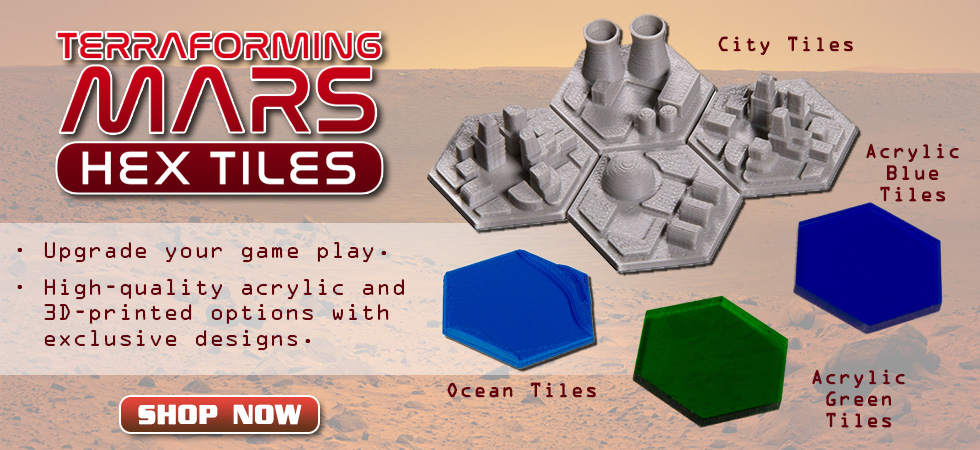 TERRAFORMING
MARS
HEX TILES
· Upgrade your game play.
· High-quality acrylic and
3D-printed options with
exclusive designs.
SHOP NOW
City Tiles
Acrylic
Blue
Tiles
Ocean Tiles
Acrylic
Green
Tiles